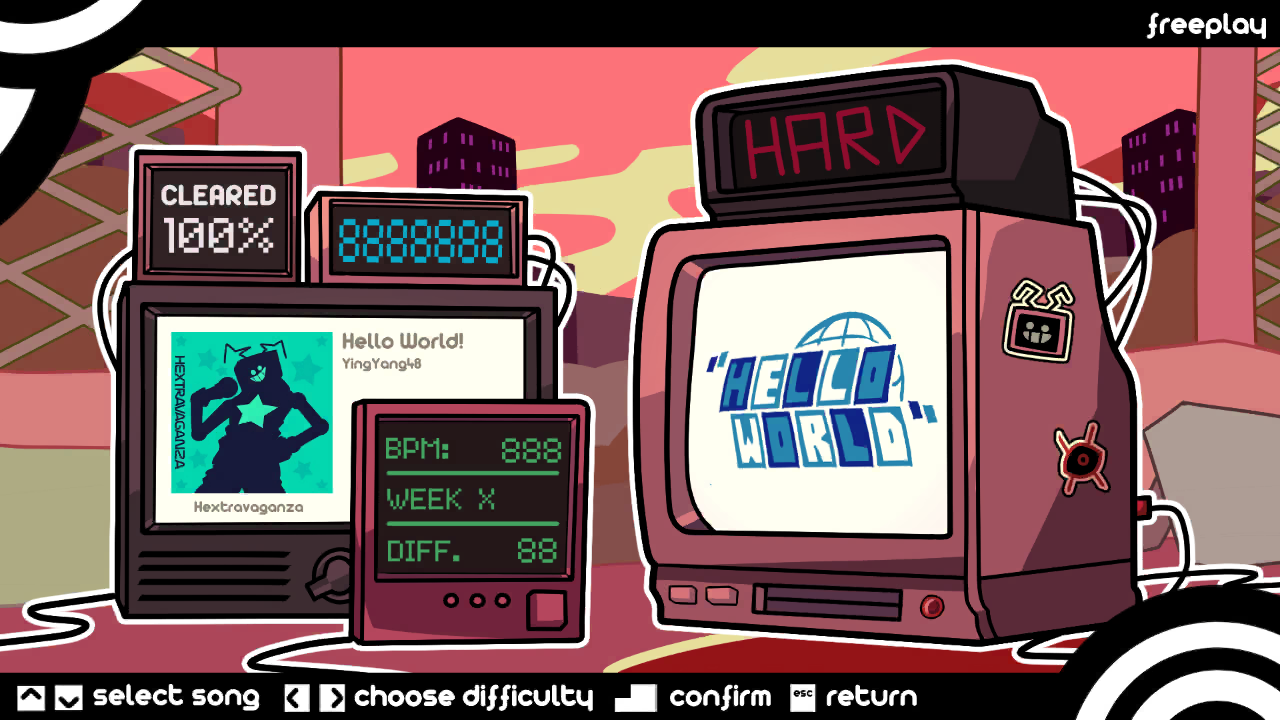 freeplay
CLEARED
100%
8888888
HARD
Hello World!
YingYang48
HEXTRAVAGANZA
Hextravaganza
BPM: 888
WEEK X
DIFF. 88
"HELLO
WORLD"
select song
choose difficulty
confirm
esc return